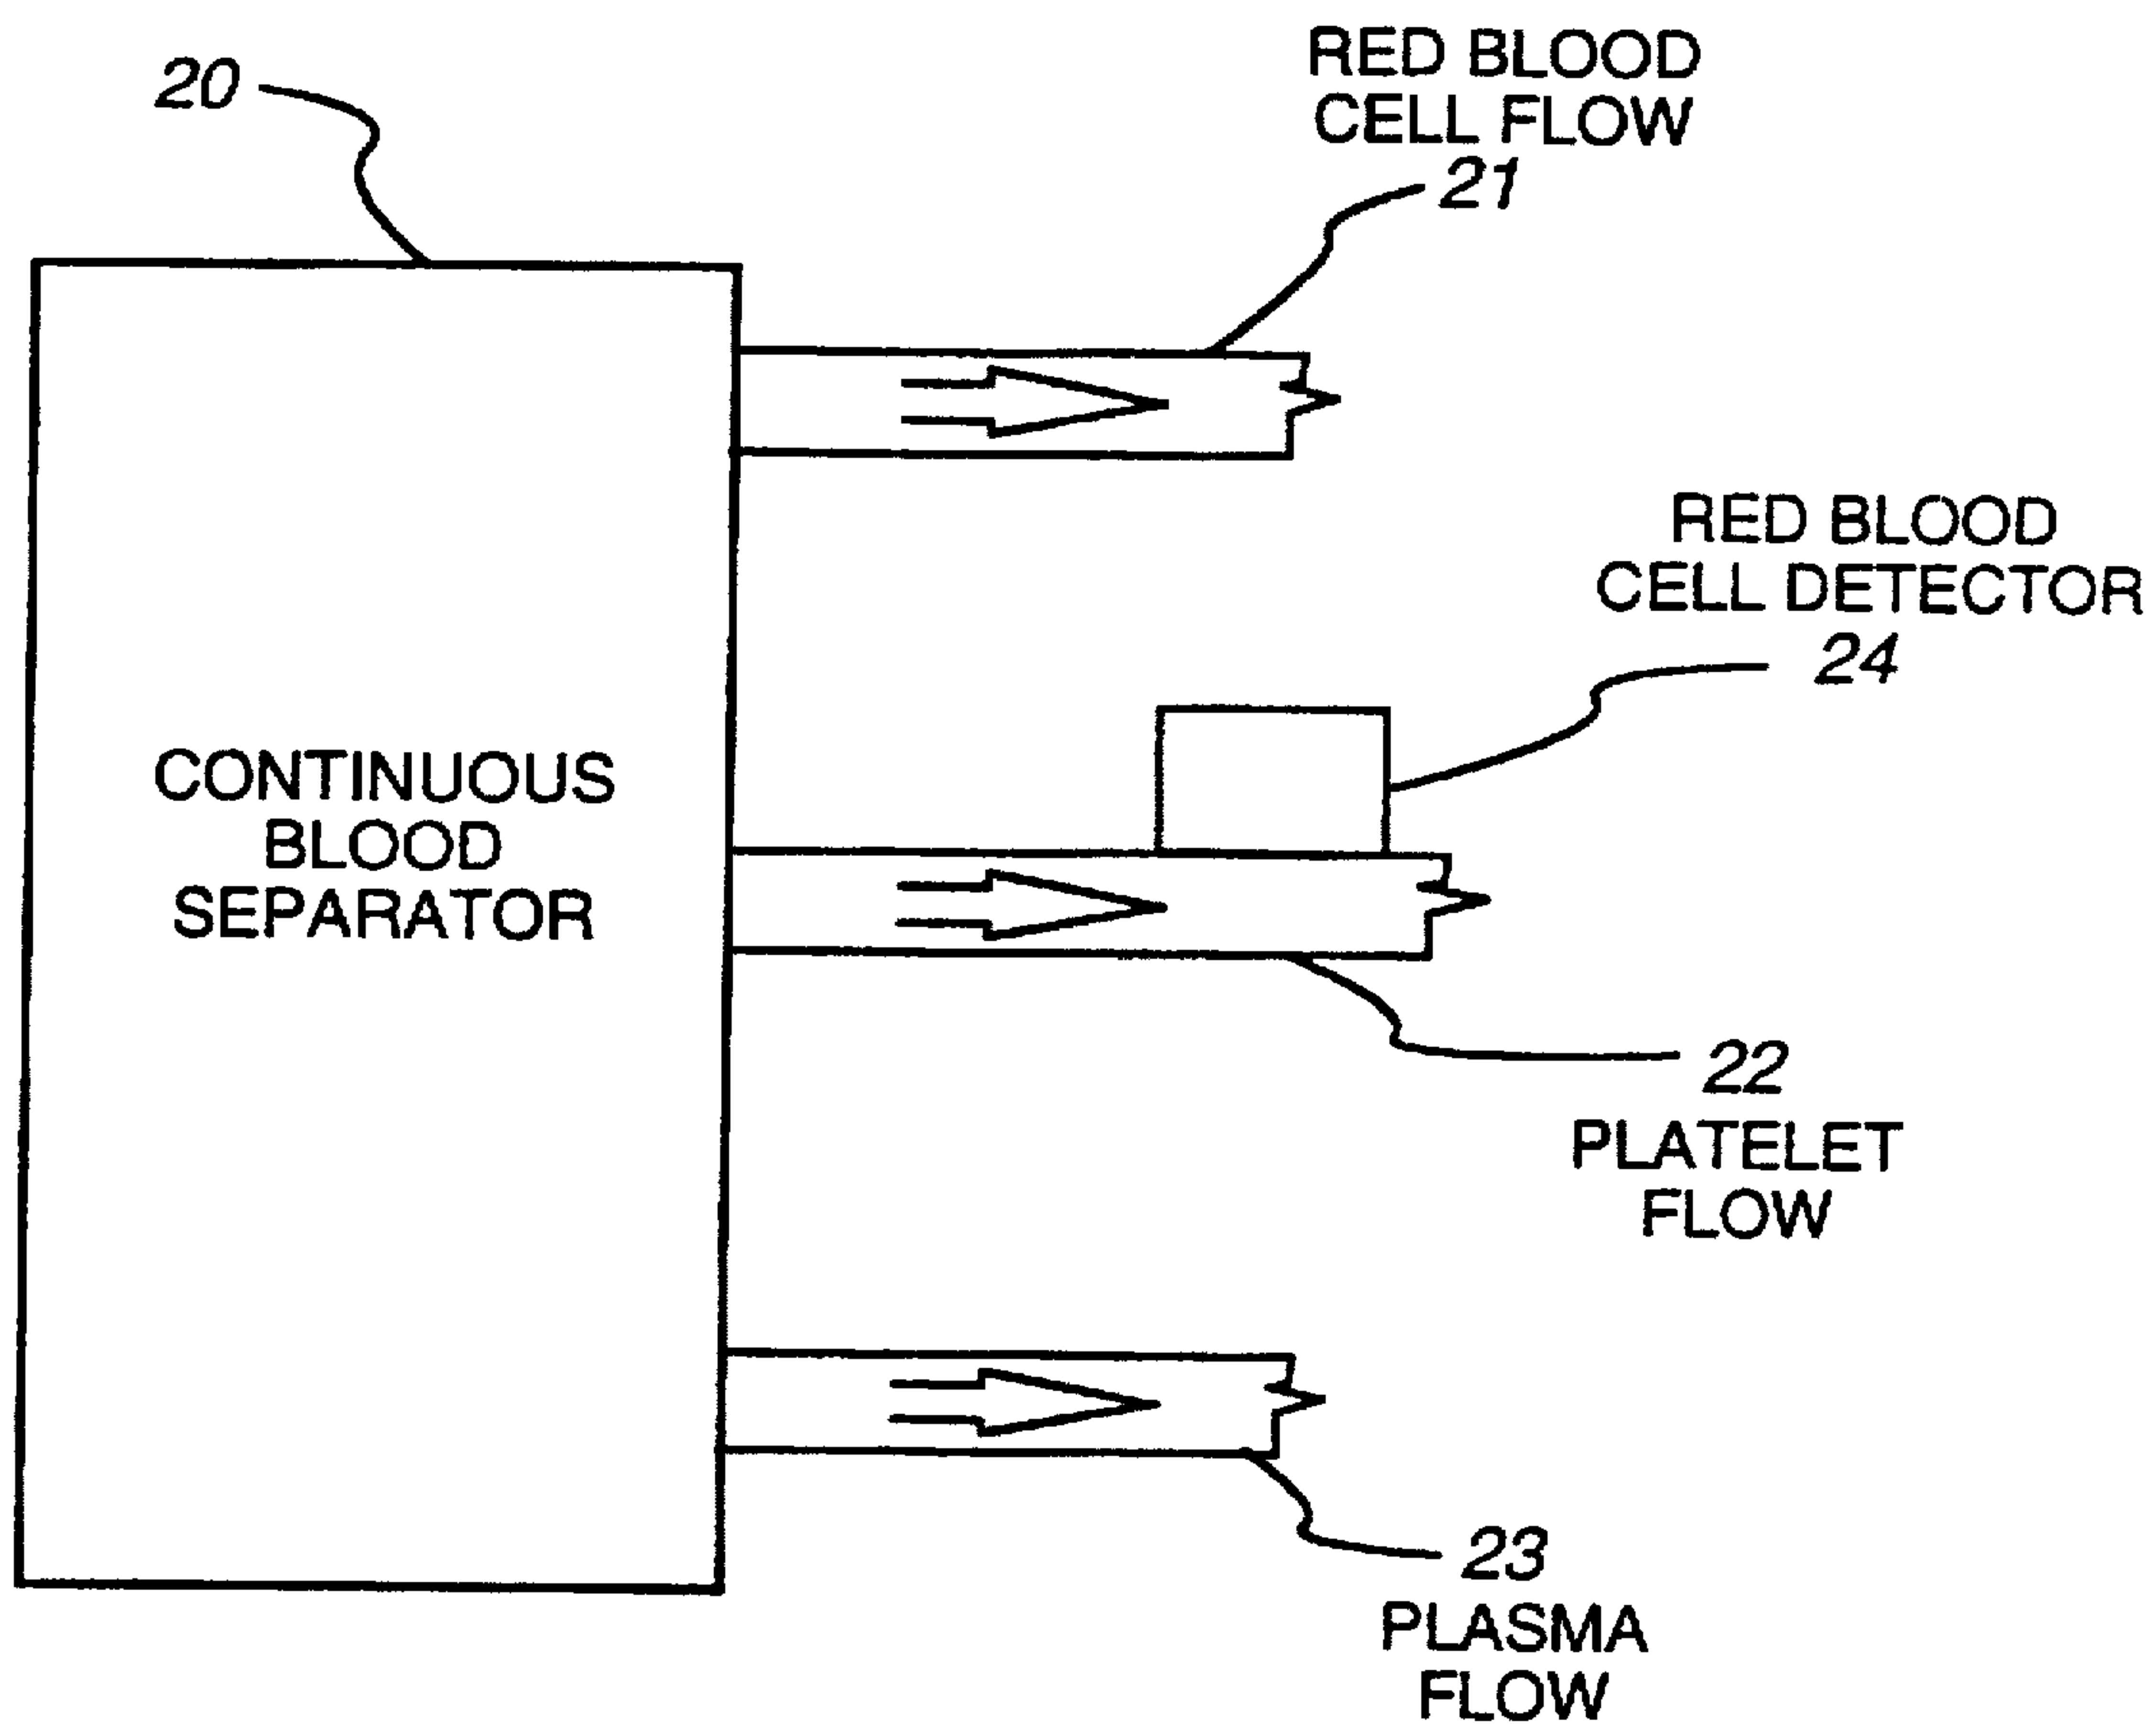 20
RED BLOOD
CELL FLOW
21
RED BLOOD
CELL DETECTOR
24
CONTINUOUS
BLOOD
SEPARATOR
22
PLATELET
FLOW
23
PLASMA
FLOW